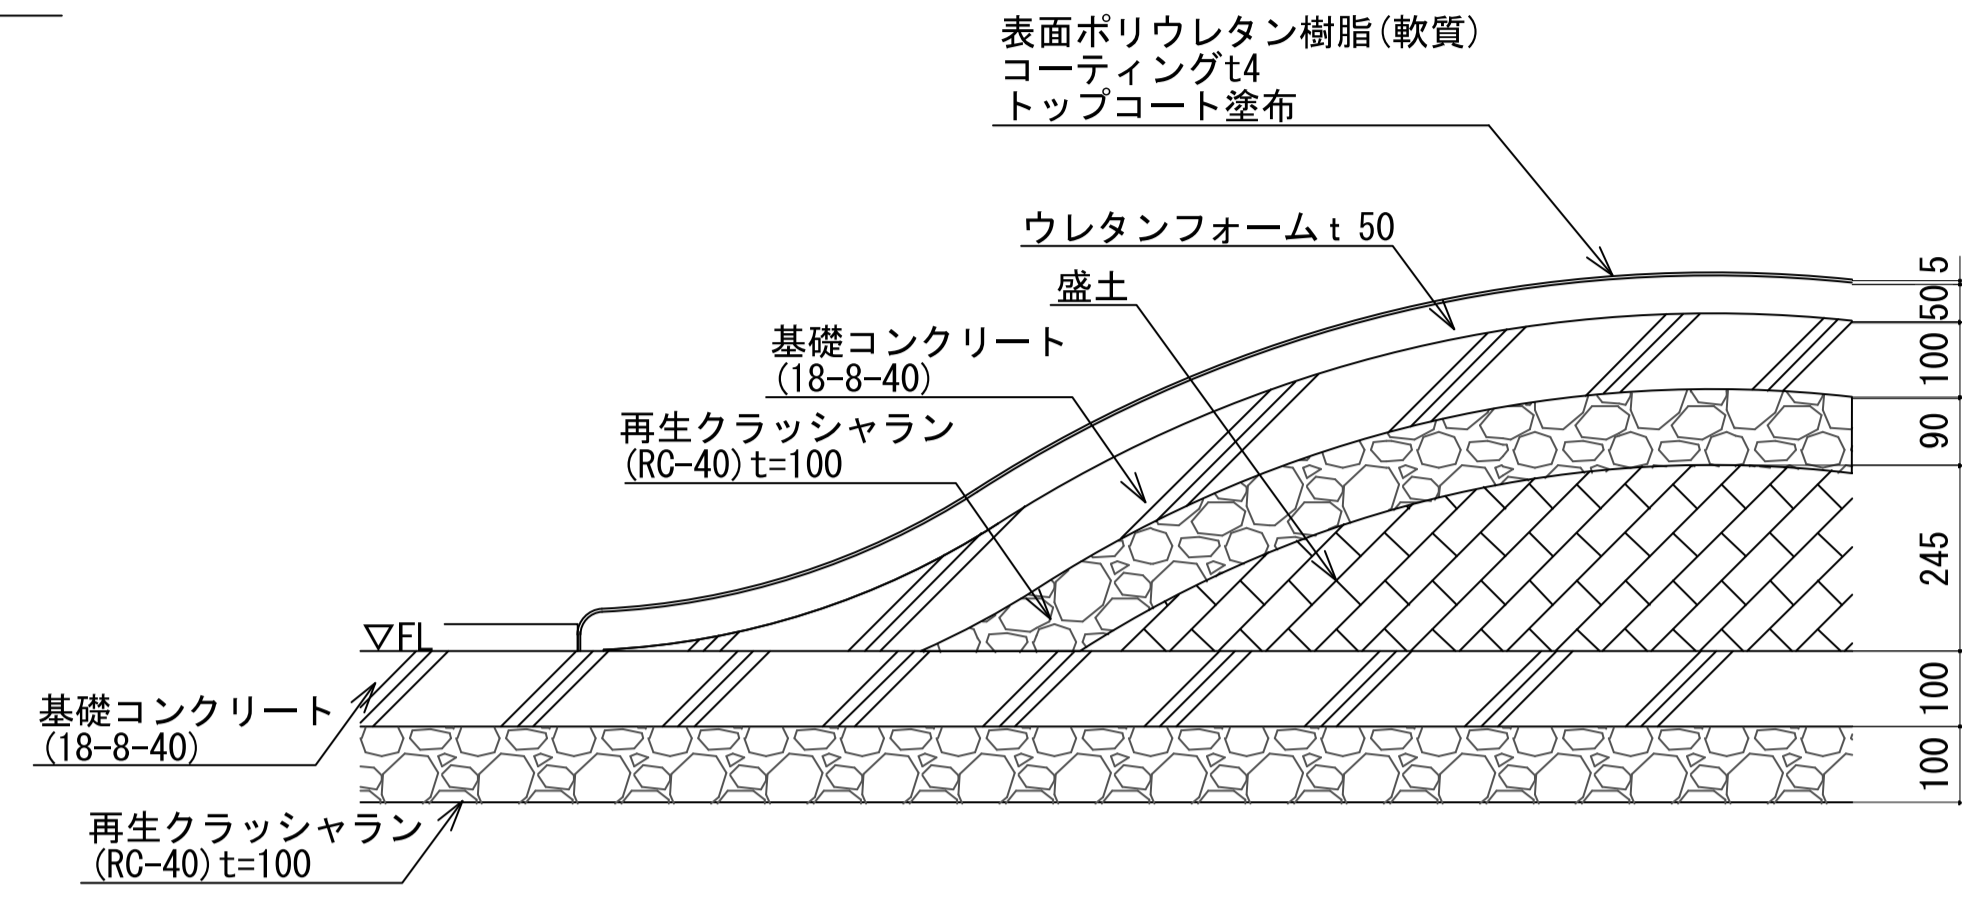 表面ポリウレタン樹脂(軟質)
コーティングt4
トップコート塗布
ウレタンフォームt 50
盛土
基礎コンクリート
(18-8-40)
再生クラッシャラン
(RC-40)t=100
▽FL
基礎コンクリート
(18-8-40)
再生クラッシャラン
(RC-40)t=100
5
50
100
90
245
100
100